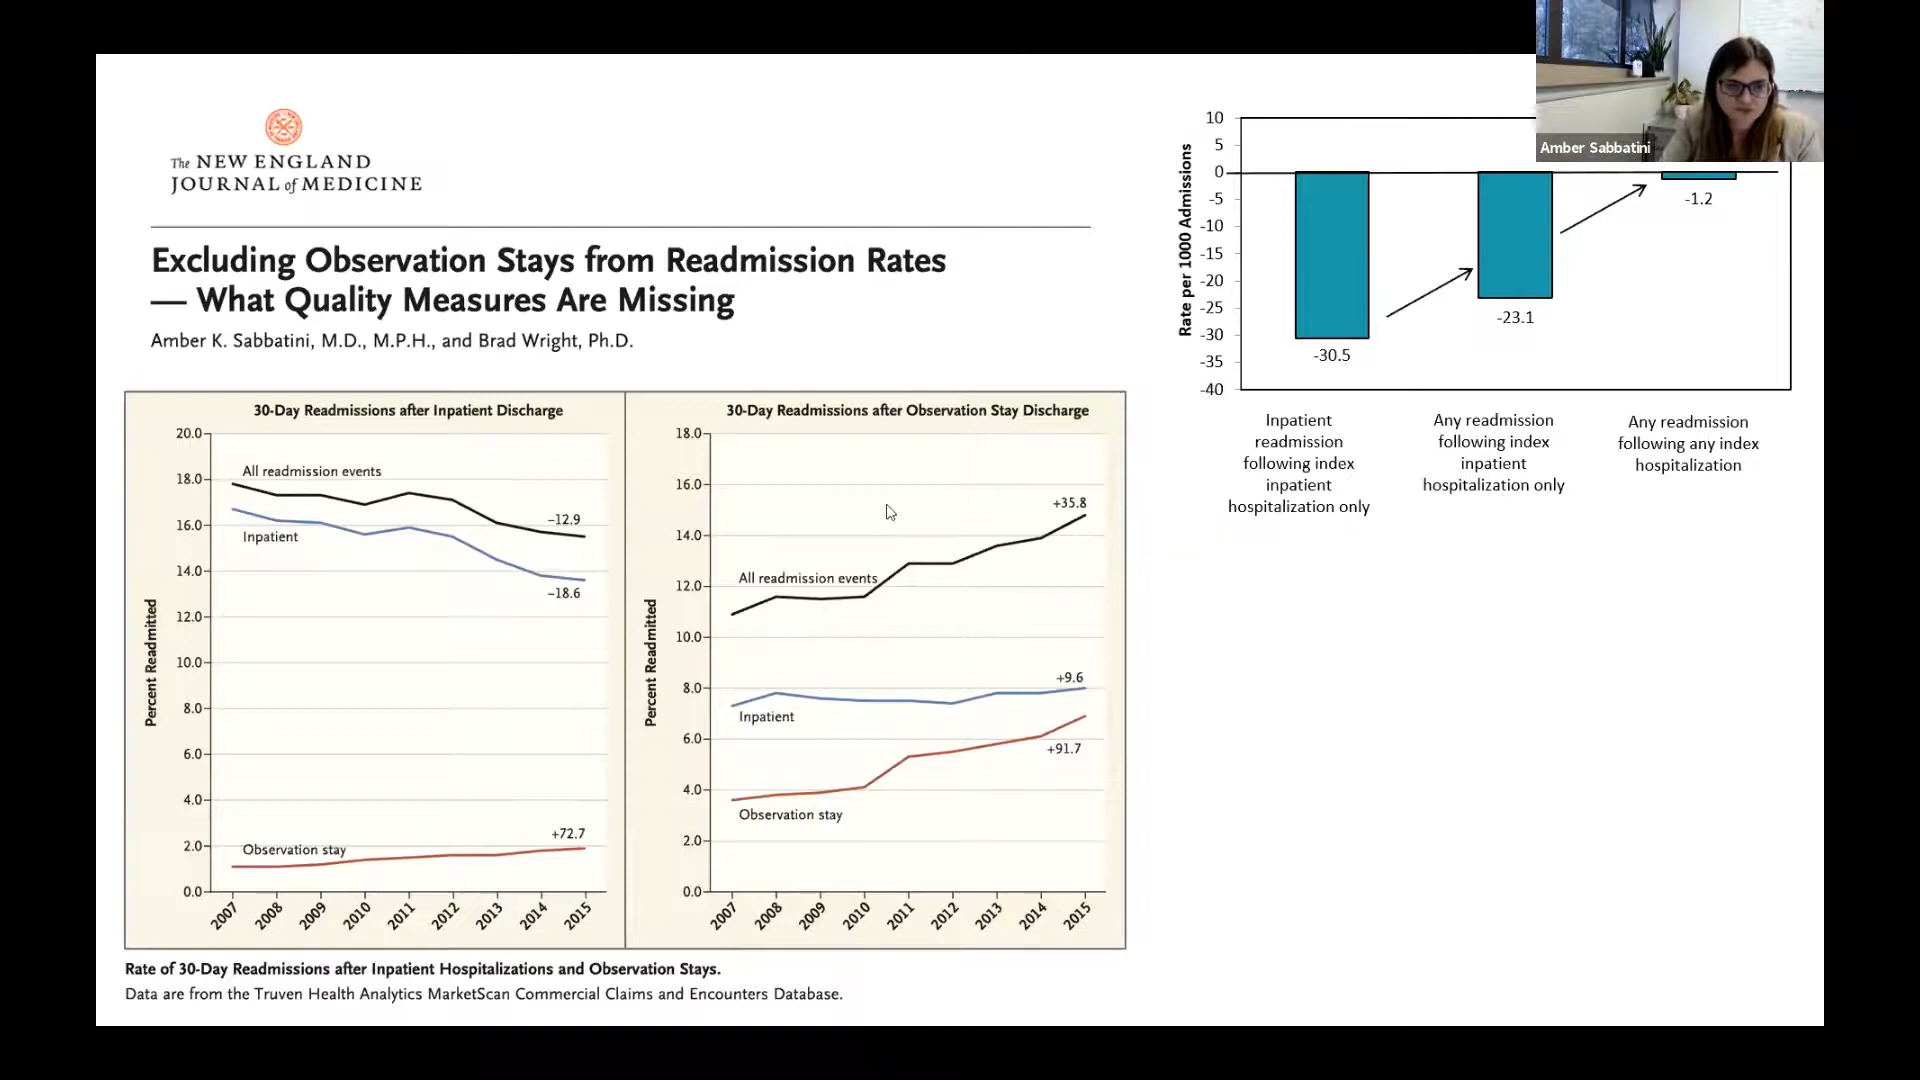 The NEW ENGLAND
JOURNAL of MEDICINE
Excluding Observation Stays from Readmission Rates
— What Quality Measures Are Missing
Amber K. Sabbatini, M.D., M.P.H., and Brad Wright, Ph.D.
30-Day Readmissions after Inpatient Discharge
Percent Readmitted
20.0
18.0
16.0
14.0
12.0
10.0
8.0
6.0
4.0
2.0
0.0
All readmission events
–12.9
Inpatient
–18.6
+72.7
Observation stay
2007
2008
2009
2010
2011
2012
2013
2014
2015
30-Day Readmissions after Observation Stay Discharge
Percent Readmitted
18.0
16.0
14.0
12.0
10.0
8.0
6.0
4.0
2.0
0.0
+35.8
All readmission events
+9.6
Inpatient
+91.7
Observation stay
2007
2008
2009
2010
2011
2012
2013
2014
2015
Rate of 30-Day Readmissions after Inpatient Hospitalizations and Observation Stays.
Data are from the Truven Health Analytics MarketScan Commercial Claims and Encounters Database.
Amber Sabbatini
Rate per 1000 Admissions
10
5
0
-5
-10
-15
-20
-25
-30
-35
-40
-30.5
-23.1
-1.2
Inpatient
readmission
following index
inpatient
hospitalization only
Any readmission
following index
inpatient
hospitalization only
Any readmission
following any index
hospitalization